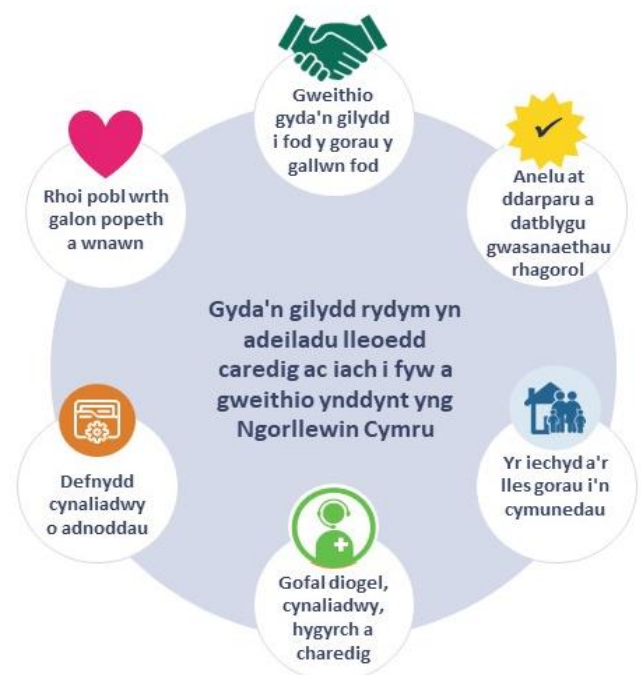 Gweithio
gyda'n gilydd
i fod y gorau y
gallwn fod
Anelu at
ddarparu a
datblygu
gwasanaethau
rhagorol
Rhoi pobl wrth
galon popeth
a wnawn
Gyda'n gilydd rydym yn
adeiladu lleoedd
caredig ac iach i fyw a
gweithio ynddynt yng
Ngorllewin Cymru
Yr iechyd a'r
lles gorau i'n
cymunedau
Defnydd
cynaliadwy
o adnoddau
Gofal diogel,
cynaliadwy,
hygyrch a
charedig